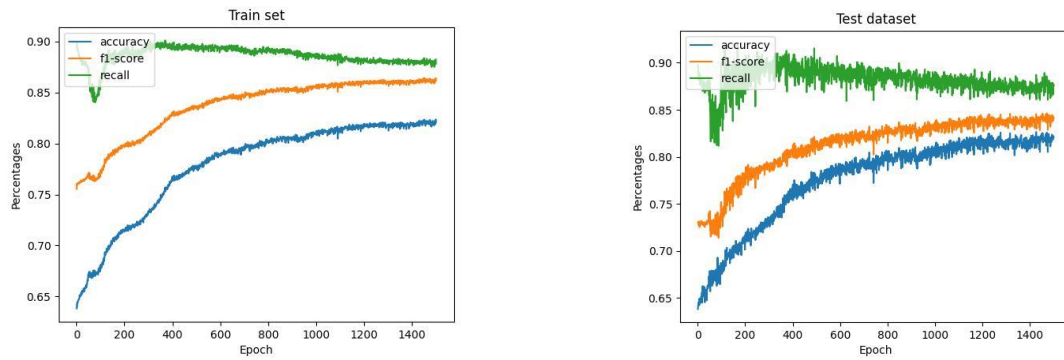 Train set
Percentages
0.90
0.85
0.80
0.75
0.70
0.65
accuracy
f1-score
recall
0 200 400 600 800 1000 1200 1400
Epoch
Test dataset
Percentages
0.90
0.85
0.80
0.75
0.70
0.65
accuracy
f1-score
recall
0 200 400 600 800 1000 1200 1400
Epoch